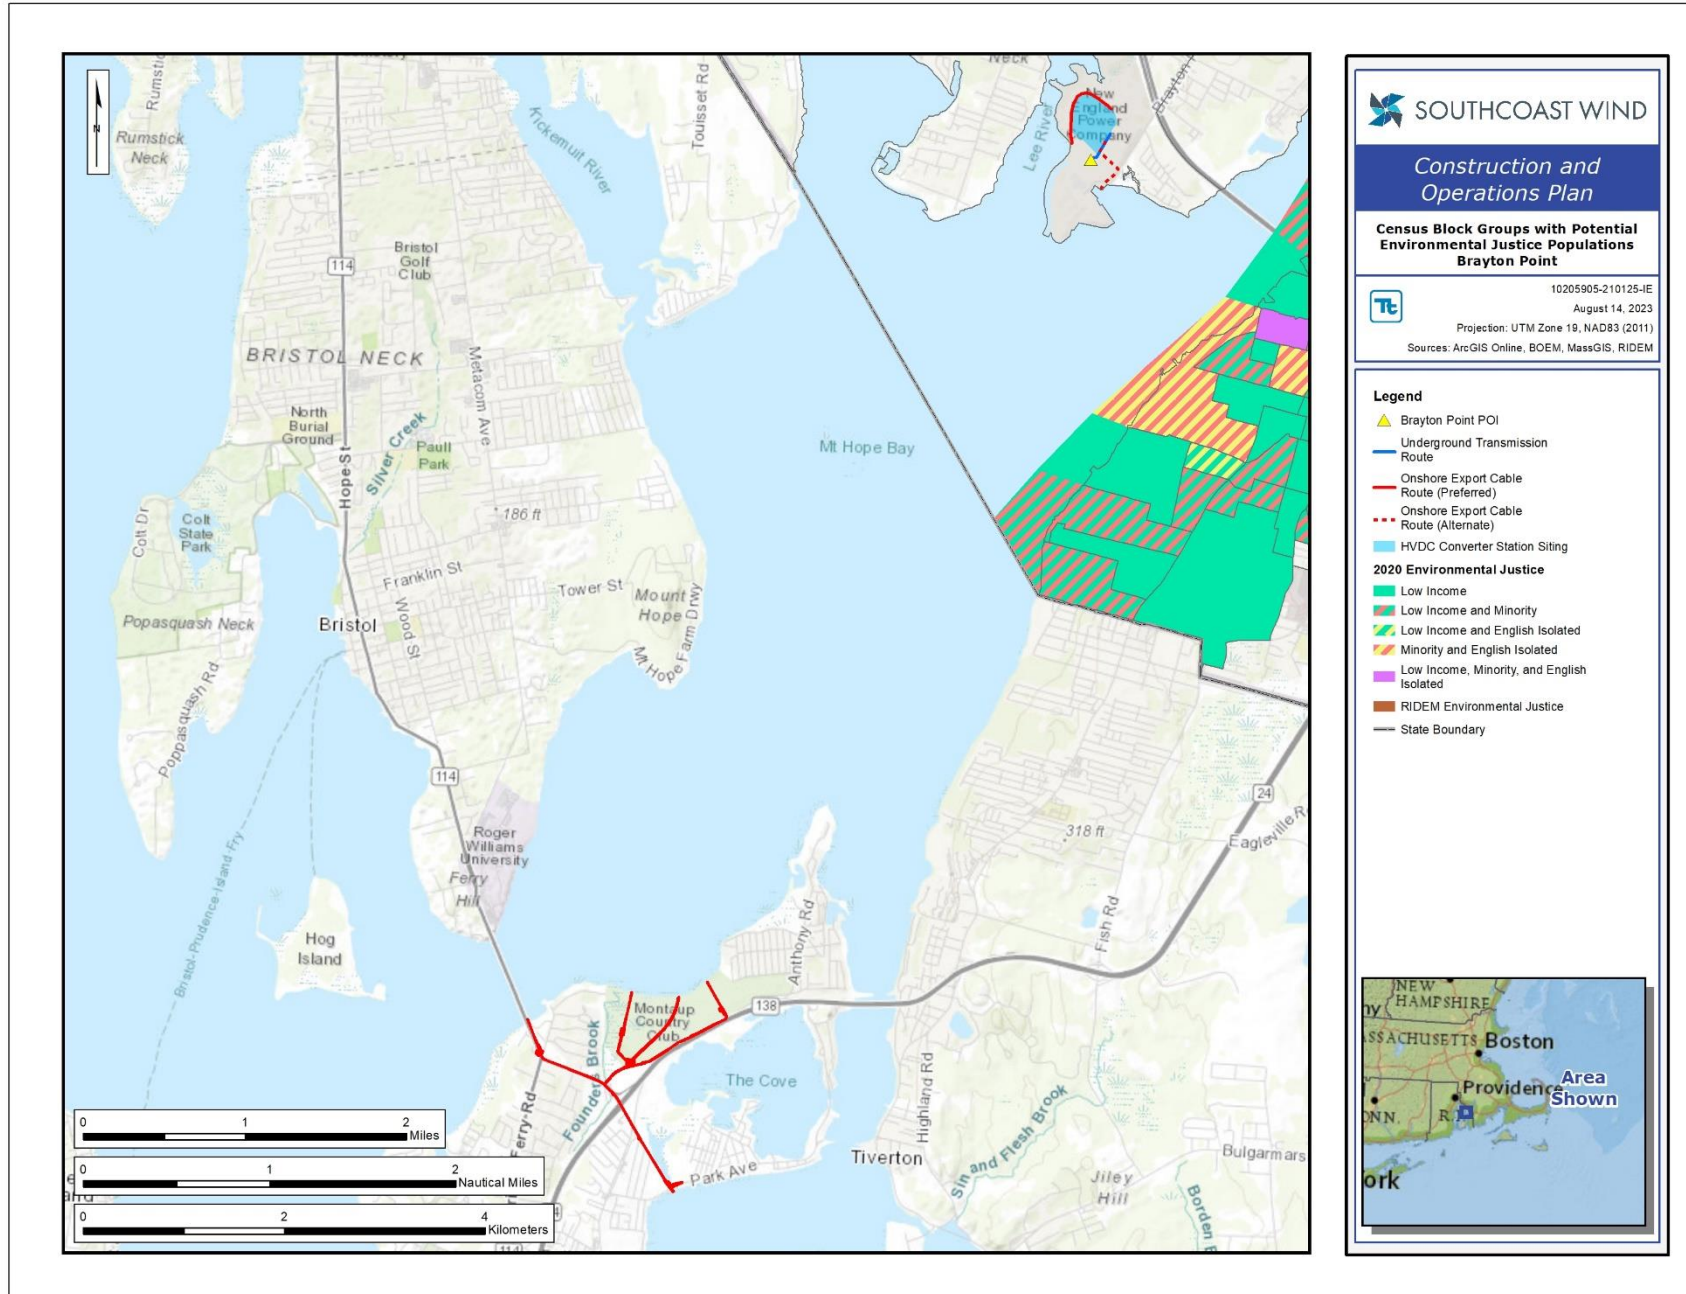 Rumstick
Neck
Touisset Rd
Kickemuit River
Neck
Lee River
New
England
Power
Company
N
114
Bristol
Golf
Club
BRISTOL NECK
Metacom Ave
North
Burial
Ground
Hope St
Silver Creek
Paull
Park
Mt Hope Bay
186 ft
Colt Dr
Colt
State
Park
Franklin St
Wood St
Tower St
Mount
Hope
Mt Hope Farm Drwy
Popasquash Neck
Bristol
Poppasquash Rd
114
Roger
Williams
University
Ferry
Hill
24
318 ft
Eagleville
Bristol-Prudence-Island-Fry
Hog
Island
Anthony Rd
Fish Rd
138
Montaup
Country
Club
Founders Brook
The Cove
Highland Rd
Ferry-Rd
Park Ave
Tiverton
Sin and Flesh Brook
Bulgarmars
Jiley
Hill
Borden
114
0 1 2
Miles
0 1 2
Nautical Miles
0 2 4
Kilometers
SOUTHCOAST WIND
Construction and
Operations Plan
Census Block Groups with Potential
Environmental Justice Populations
Brayton Point
Tt
10205905-210125-IE
August 14, 2023
Projection: UTM Zone 19, NAD83 (2011)
Sources: ArcGIS Online, BOEM, MassGIS, RIDEM
Legend
Brayton Point POI
Underground Transmission
Route
Onshore Export Cable
Route (Preferred)
Onshore Export Cable
Route (Alternate)
HVDC Converter Station Siting
2020 Environmental Justice
Low Income
Low Income and Minority
Low Income and English Isolated
Minority and English Isolated
Low Income, Minority, and English
Isolated
RIDEM Environmental Justice
State Boundary
NEW
HAMPSHIRE
ASSACHUSETTS
Boston
Providence
Area
Shown
ONN.
R.I.
ork